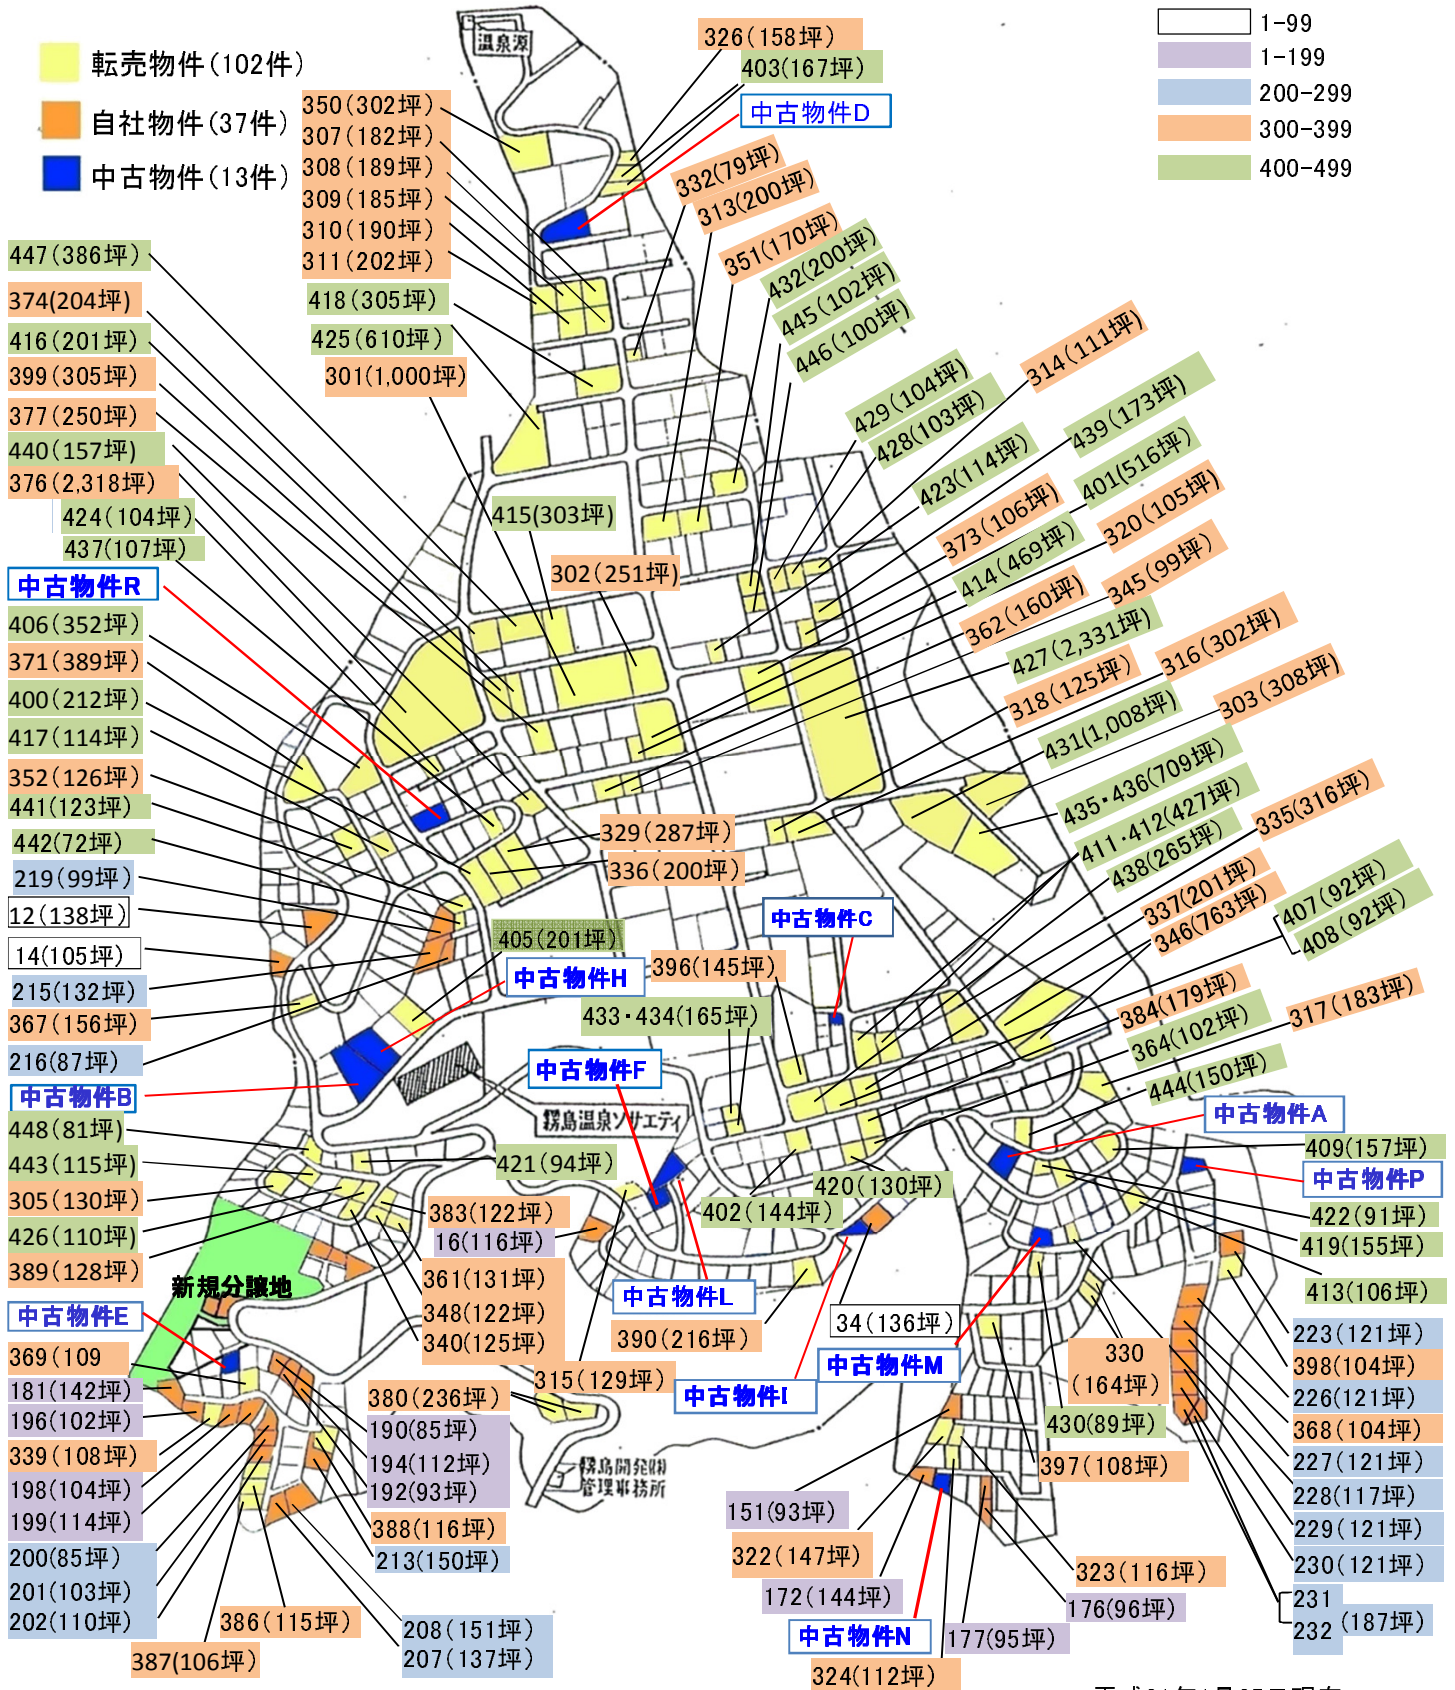 転売物件(102件)
自社物件(37件)
中古物件(13件)
1-99
1-199
200-299
300-399
400-499
温泉源
326(158坪)
403(167坪)
中古物件D
350(302坪)
307(182坪)
308(189坪)
309(185坪)
310(190坪)
311(202坪)
418(305坪)
425(610坪)
301(1,000坪)
332(79坪)
313(200坪)
351(170坪)
432(200坪)
445(102坪)
446(100坪)
447(386坪)
374(204坪)
416(201坪)
399(305坪)
377(250坪)
440(157坪)
376(2,318坪)
424(104坪)
437(107坪)
中古物件R
406(352坪)
371(389坪)
400(212坪)
417(114坪)
352(126坪)
441(123坪)
442(72坪)
219(99坪)
12(138坪)
14(105坪)
215(132坪)
367(156坪)
216(87坪)
中古物件B
448(81坪)
443(115坪)
305(130坪)
426(110坪)
389(128坪)
新規分譲地
中古物件E
369(109
181(142坪)
196(102坪)
339(108坪)
198(104坪)
199(114坪)
200(85坪)
201(103坪)
202(110坪)
387(106坪)
386(115坪)
208(151坪)
207(137坪)
415(303坪)
302(251坪)
329(287坪)
336(200坪)
405(201坪)
中古物件H
396(145坪)
中古物件C
433・434(165坪)
中古物件F
霧島温泉ソサエティ
421(94坪)
383(122坪)
16(116坪)
361(131坪)
348(122坪)
340(125坪)
315(129坪)
380(236坪)
190(85坪)
194(112坪)
192(93坪)
388(116坪)
213(150坪)
霧島開発㈱
管理事務所
420(130坪)
402(144坪)
中古物件L
390(216坪)
中古物件I
34(136坪)
中古物件M
314(111坪)
429(104坪)
428(103坪)
439(173坪)
423(114坪)
401(516坪)
373(106坪)
320(105坪)
414(469坪)
345(99坪)
362(160坪)
427(2,331坪)
316(302坪)
318(125坪)
303(308坪)
431(1,008坪)
435・436(709坪)
411・412(427坪)
335(316坪)
438(265坪)
337(201坪)
346(763坪)
407(92坪)
408(92坪)
384(179坪)
317(183坪)
364(102坪)
444(150坪)
中古物件A
409(157坪)
中古物件P
422(91坪)
419(155坪)
413(106坪)
223(121坪)
398(104坪)
226(121坪)
368(104坪)
227(121坪)
228(117坪)
229(121坪)
230(121坪)
231
232
(187坪)
330
(164坪)
430(89坪)
397(108坪)
151(93坪)
322(147坪)
172(144坪)
中古物件N
324(112坪)
323(116坪)
176(96坪)
177(95坪)